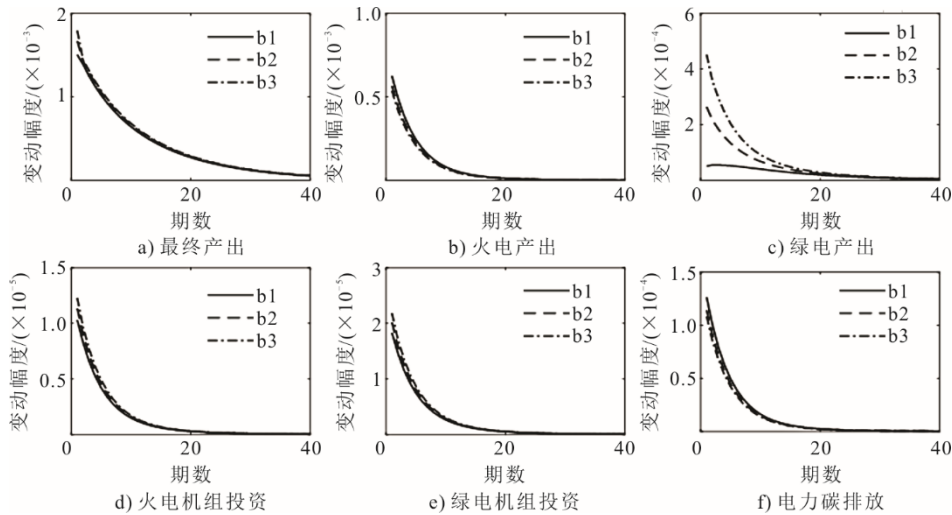 变动幅度/(×10⁻³)
2
1
0
20
40
b1
b2
b3
期数
a) 最终产出
变动幅度/(×10⁻³)
1.0
0.5
0
20
40
b1
b2
b3
期数
b) 火电产出
变动幅度/(×10⁻⁴)
6
4
2
0
20
40
b1
b2
b3
期数
c) 绿电产出
变动幅度/(×10⁻⁵)
1.5
1.0
0.5
0
20
40
b1
b2
b3
期数
d) 火电机组投资
变动幅度/(×10⁻⁵)
3
2
1
0
20
40
b1
b2
b3
期数
e) 绿电机组投资
变动幅度/(×10⁻⁴)
1.5
1.0
0.5
0
20
40
b1
b2
b3
期数
f) 电力碳排放